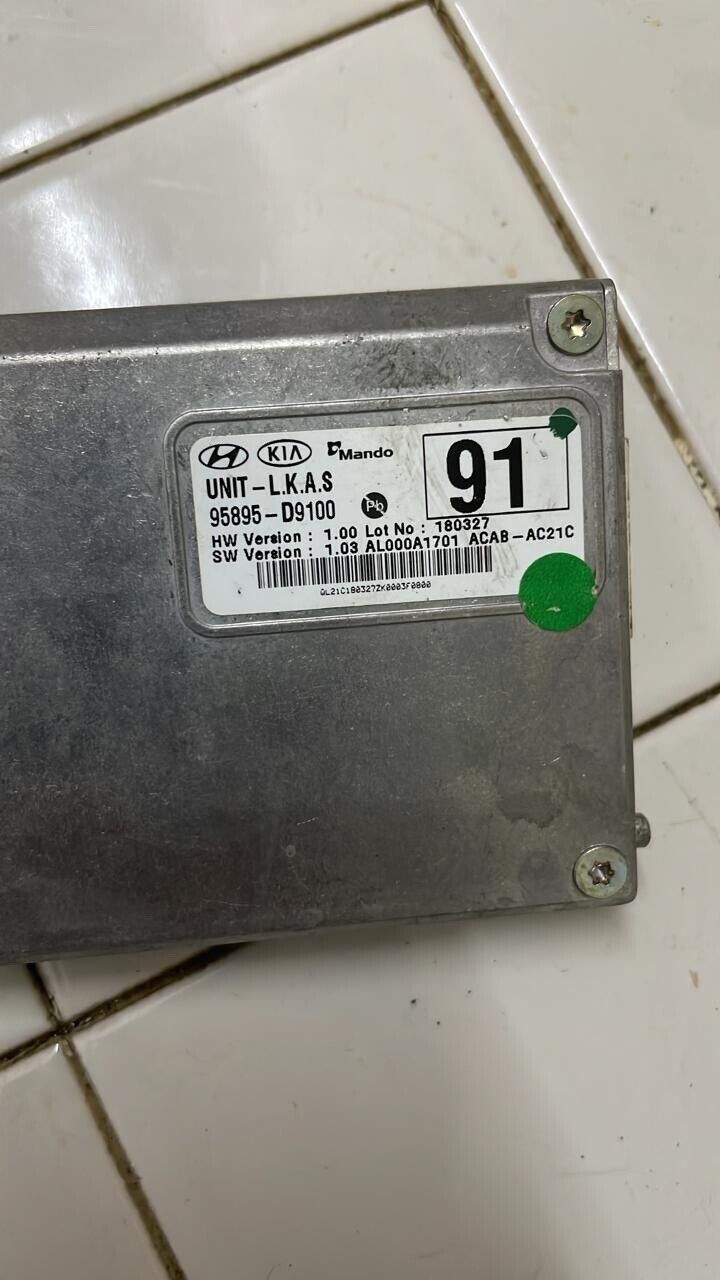 KIA Mando 91
UNIT-L.K.A.S
95895-D9100 Pb
HW Version : 1.00 Lot No : 180327
SW Version : 1.03 AL000A1701 ACAB-AC21C
QL21C180327ZK0003F0800